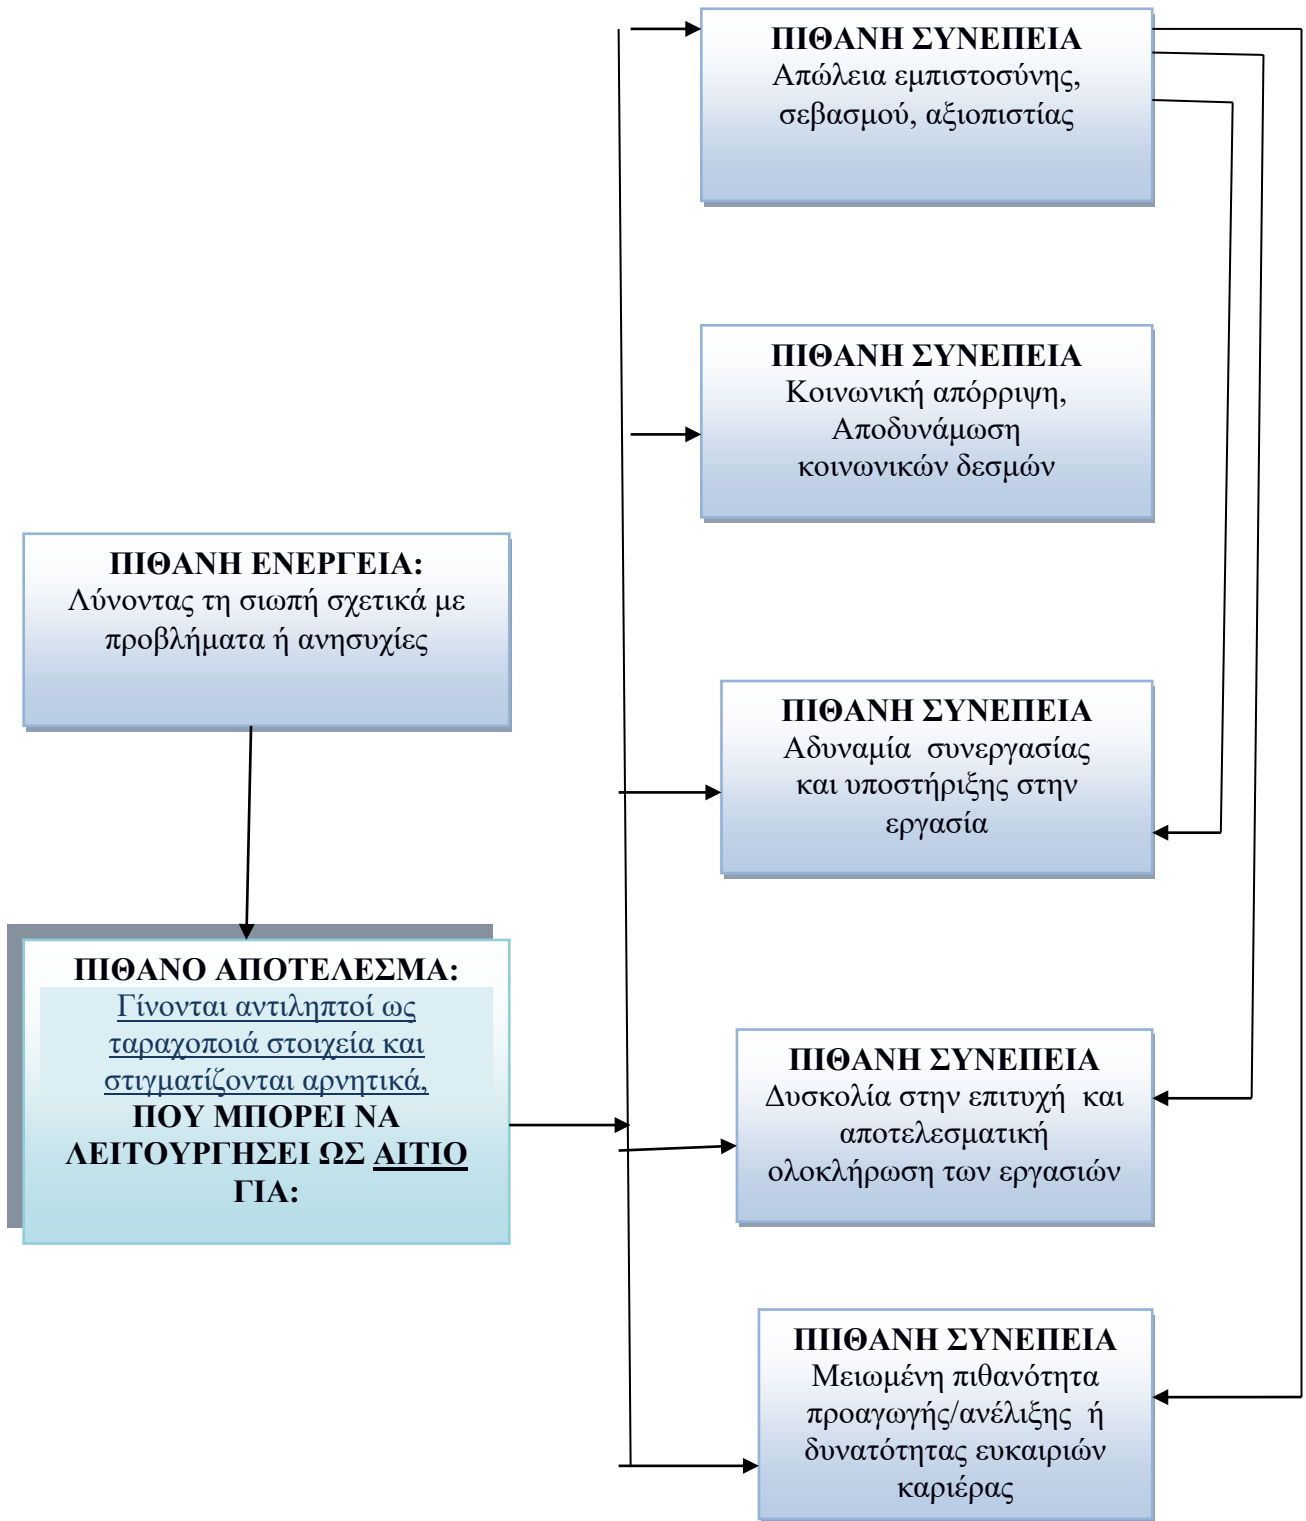 ΠΙΘΑΝΗ ΣΥΝΕΠΕΙΑ
Απώλεια εμπιστοσύνης,
σεβασμού, αξιοπιστίας
ΠΙΘΑΝΗ ΣΥΝΕΠΕΙΑ
Κοινωνική απόρριψη,
Αποδυνάμωση
κοινωνικών δεσμών
ΠΙΘΑΝΗ ΕΝΕΡΓΕΙΑ:
Λύνοντας τη σιωπή σχετικά με
προβλήματα ή ανησυχίες
ΠΙΘΑΝΗ ΣΥΝΕΠΕΙΑ
Αδυναμία συνεργασίας
και υποστήριξης στην
εργασία
ΠΙΘΑΝΟ ΑΠΟΤΕΛΕΣΜΑ:
Γίνονται αντιληπτοί ως
ταραχοποιά στοιχεία και
στιγματίζονται αρνητικά,
ΠΟΥ ΜΠΟΡΕΙ ΝΑ
ΛΕΙΤΟΥΡΓΗΣΕΙ ΩΣ ΑΙΤΙΟ
ΓΙΑ:
ΠΙΘΑΝΗ ΣΥΝΕΠΕΙΑ
Δυσκολία στην επιτυχή και
αποτελεσματική
ολοκλήρωση των εργασιών
ΠΙΙΘΑΝΗ ΣΥΝΕΠΕΙΑ
Μειωμένη πιθανότητα
προαγωγής/ανέλιξης ή
δυνατότητας ευκαιριών
καριέρας